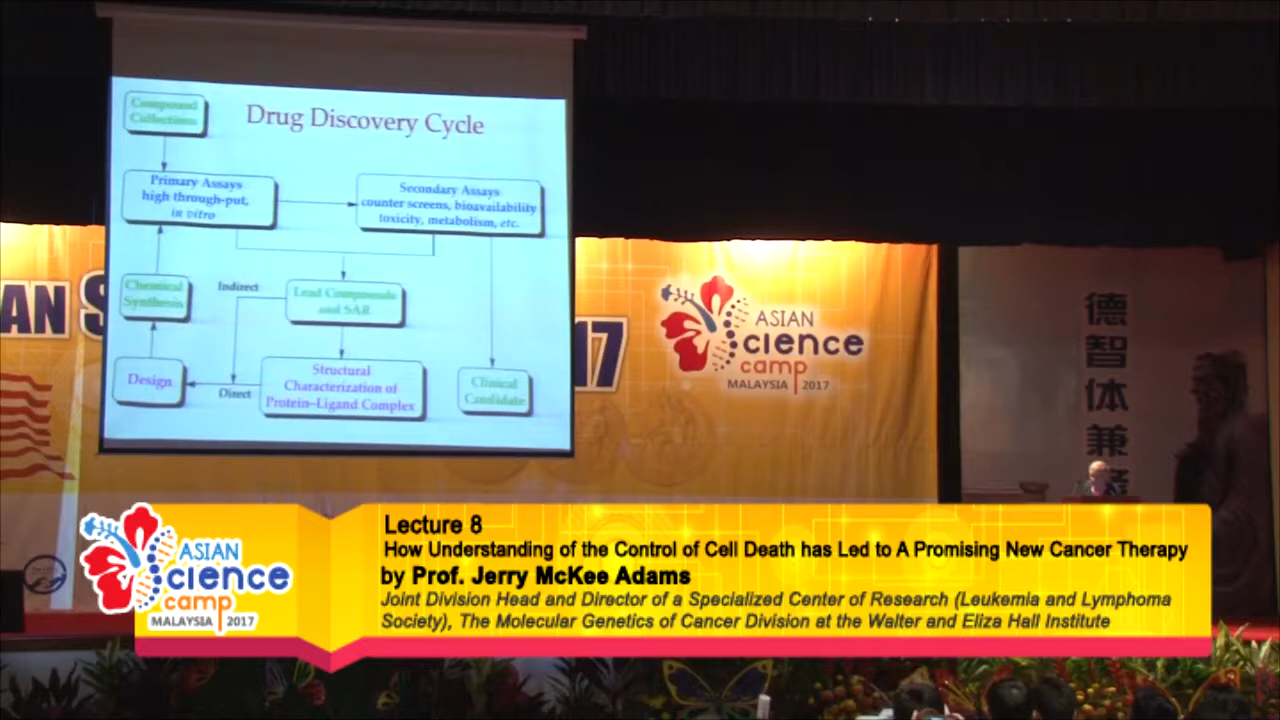 Drug Discovery Cycle
Compound
Collections
Primary Assays
high through-put,
in vitro
Secondary Assays
counter screens, bioavailability
toxicity, metabolism, etc.
Chemical
Synthesis
Indirect
Lead Compounds
and SAR
Design
Direct
Structural
Characterization of
Protein–Ligand Complex
Clinical
Candidate
AN S
17
ASIAN
Science
camp
MALAYSIA 2017
德
智
体
兼
Lecture 8
How Understanding of the Control of Cell Death has Led to A Promising New Cancer Therapy
by Prof. Jerry McKee Adams
Joint Division Head and Director of a Specialized Center of Research (Leukemia and Lymphoma
Society), The Molecular Genetics of Cancer Division at the Walter and Eliza Hall Institute
ASIAN
Science
camp
MALAYSIA 2017